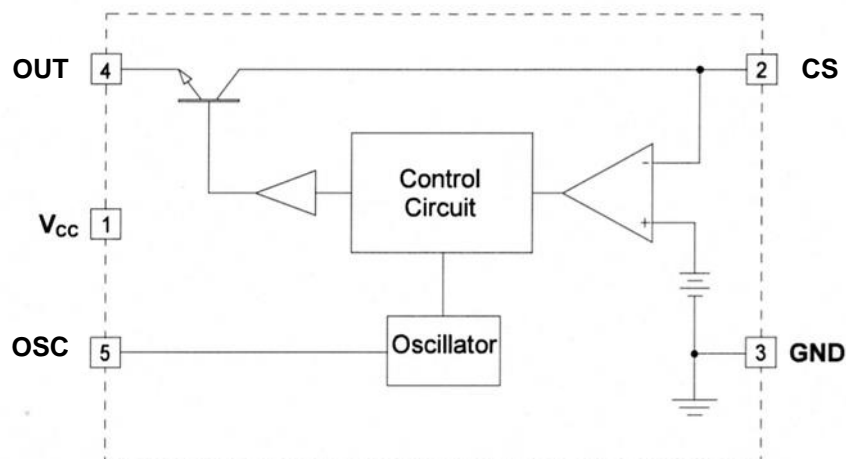 OUT 4 2 CS
Control
Circuit
-
+
VCC 1
OSC 5 Oscillator 3 GND